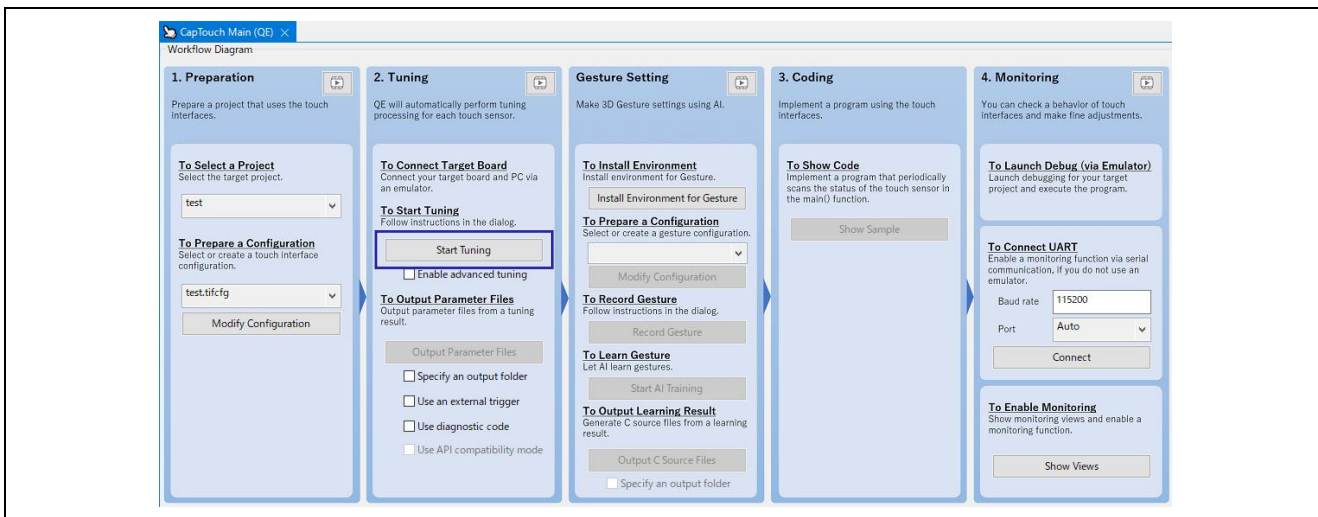 CapTouch Main (QE)
Workflow Diagram
1. Preparation
Prepare a project that uses the touch
interfaces.
To Select a Project
Select the target project.
test
To Prepare a Configuration
Select or create a touch interface
configuration.
test.tifcfg
Modify Configuration
2. Tuning
QE will automatically perform tuning
processing for each touch sensor.
To Connect Target Board
Connect your target board and PC via
an emulator.
To Start Tuning
Follow instructions in the dialog.
Start Tuning
Enable advanced tuning
To Output Parameter Files
Output parameter files from a tuning
result.
Output Parameter Files
Specify an output folder
Use an external trigger
Use diagnostic code
Use API compatibility mode
Gesture Setting
Make 3D Gesture settings using AI.
To Install Environment
Install environment for Gesture.
Install Environment for Gesture
To Prepare a Configuration
Select or create a gesture configuration.
Modify Configuration
To Record Gesture
Follow instructions in the dialog.
Record Gesture
To Learn Gesture
Let AI learn gestures.
Start AI Training
To Output Learning Result
Generate C source files from a learning
result.
Output C Source Files
Specify an output folder
3. Coding
Implement a program using the touch
interfaces.
To Show Code
Implement a program that periodically
scans the status of the touch sensor in
the main() function.
Show Sample
4. Monitoring
You can check a behavior of touch
interfaces and make fine adjustments.
To Launch Debug (via Emulator)
Launch debugging for your target
project and execute the program.
To Connect UART
Enable a monitoring function via serial
communication, if you do not use an
emulator.
Baud rate 115200
Port Auto
Connect
To Enable Monitoring
Show monitoring views and enable a
monitoring function.
Show Views